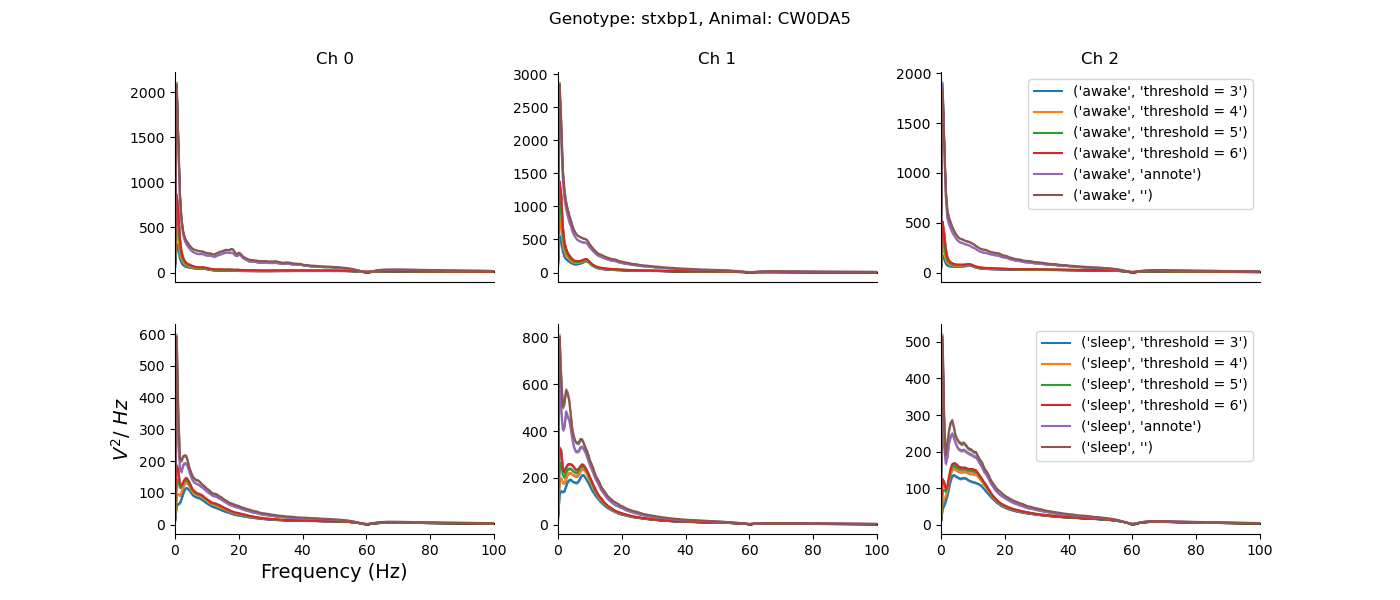 Genotype: stxbp1, Animal: CW0DA5
Ch 0
Ch 1
Ch 2
2000
1500
1000
500
0
3000
2500
2000
1500
1000
500
0
2000
1500
1000
500
0
('awake', 'threshold = 3')
('awake', 'threshold = 4')
('awake', 'threshold = 5')
('awake', 'threshold = 6')
('awake', 'annote')
('awake', '')
V²/ Hz
600
500
400
300
200
100
0
0 20 40 60 80 100
Frequency (Hz)
800
600
400
200
0
0 20 40 60 80 100
500
400
300
200
100
0
0 20 40 60 80 100
('sleep', 'threshold = 3')
('sleep', 'threshold = 4')
('sleep', 'threshold = 5')
('sleep', 'threshold = 6')
('sleep', 'annote')
('sleep', '')